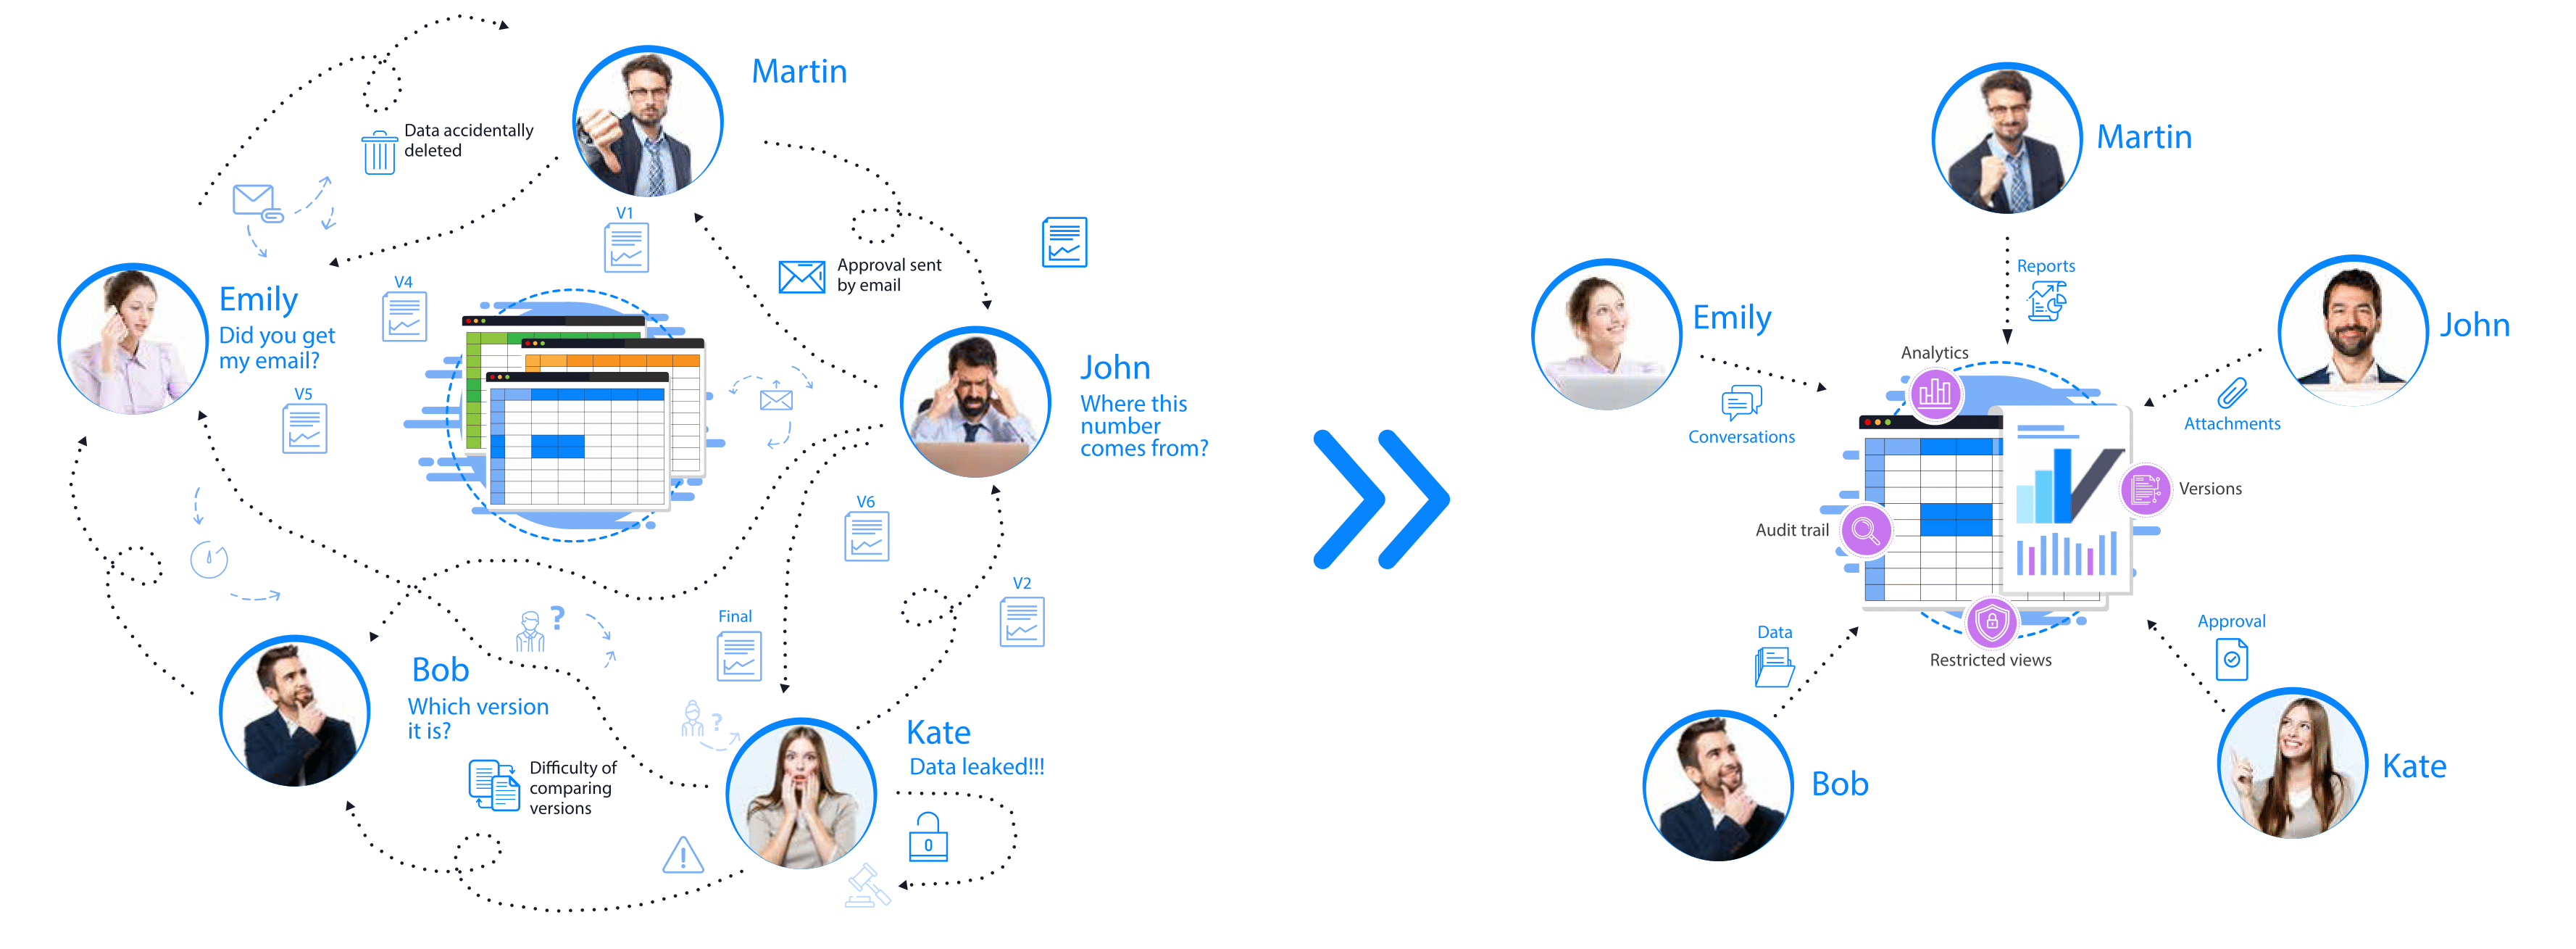 Martin
Data accidentally
deleted
V1
Approval sent
by email
Emily
Did you get
my email?
V4
V5
John
Where this
number
comes from?
V6
V2
Final
Bob
Which version
it is?
Difficulty of
comparing
versions
Kate
Data leaked!!!
?
?
Martin
Reports
Emily
Conversations
John
Attachments
Analytics
Versions
Audit trail
Restricted views
Data
Bob
Approval
Kate